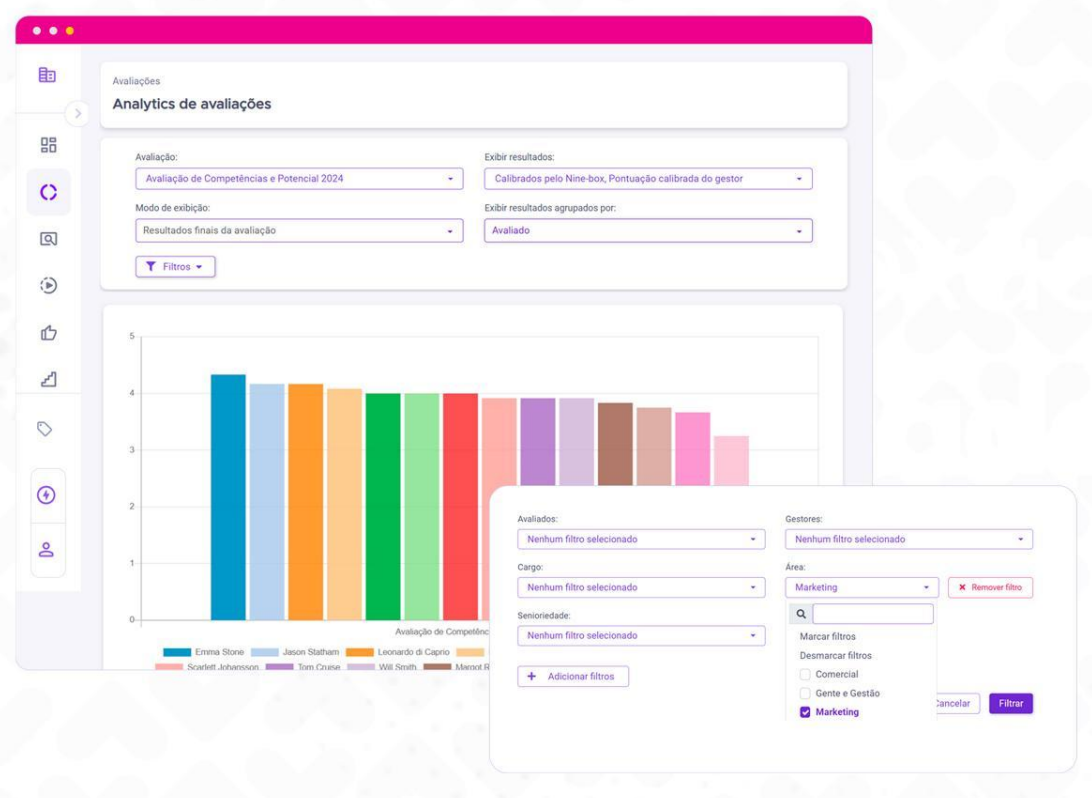 Avaliações
Analytics de avaliações
Avaliação:
Exibir resultados:
Avaliação de Competências e Potencial 2024
Calibrados pelo Nine-box, Pontuação calibrada do gestor
Modo de exibição:
Exibir resultados agrupados por:
Resultados finais da avaliação
Avaliado
Filtros
5
4
3
2
1
0
Avaliação de Competênc
Emma Stone
Jason Statham
Leonardo di Caprio
Scarlett Johansson
Tom Cruise
Will Smith
Margot R
Avaliados:
Gestores:
Nenhum filtro selecionado
Nenhum filtro selecionado
Cargo:
Área:
Nenhum filtro selecionado
Marketing
Remover filtro
Senioriedade:
Nenhum filtro selecionado
Marcar filtros
Desmarcar filtros
Adicionar filtros
Comercial
Gente e Gestão
Marketing
Cancelar
Filtrar